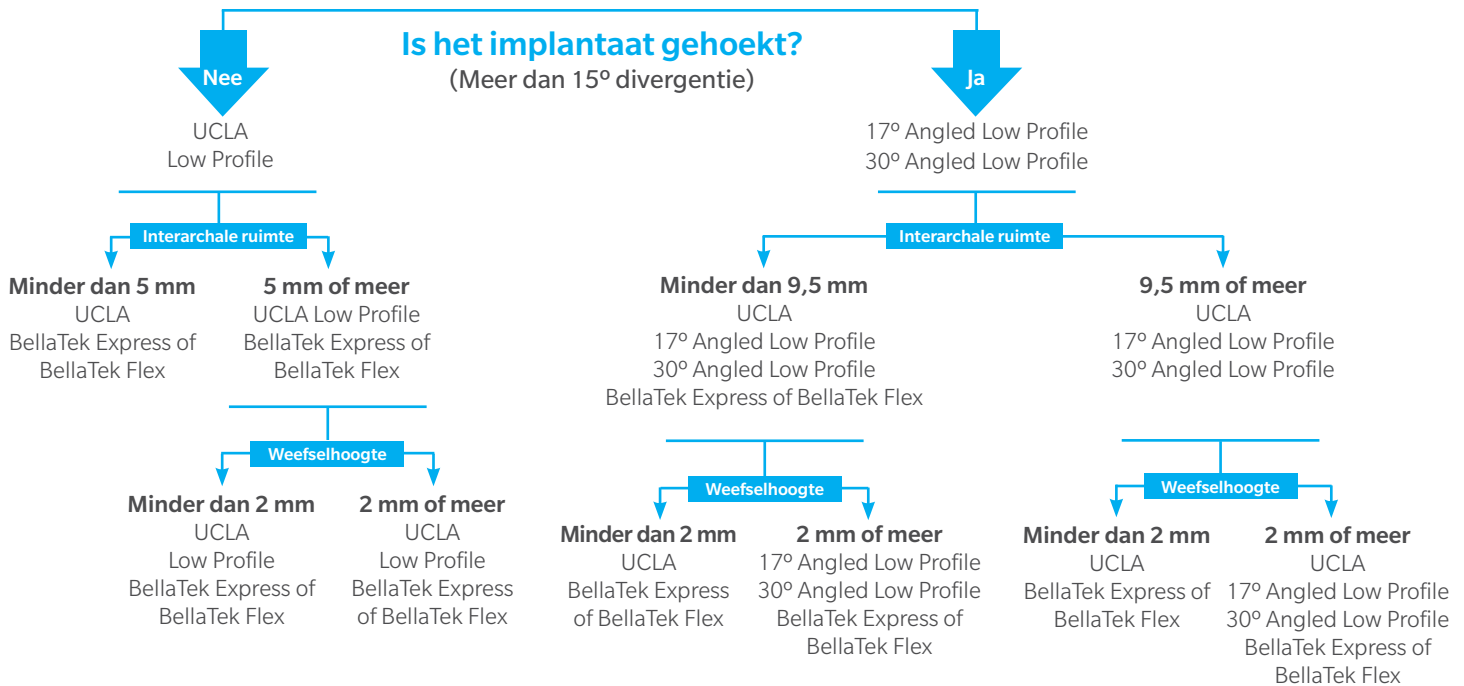 Is het implantaat gehoekt?
(Meer dan 15º divergentie)
Nee
UCLA
Low Profile
Interarchale ruimte
Minder dan 5 mm
UCLA
BellaTek Express of
BellaTek Flex
5 mm of meer
UCLA Low Profile
BellaTek Express of
BellaTek Flex
Weefselhoogte
Minder dan 2 mm
UCLA
Low Profile
BellaTek Express of
BellaTek Flex
2 mm of meer
UCLA
Low Profile
BellaTek Express
of BellaTek Flex
Ja
17º Angled Low Profile
30º Angled Low Profile
Interarchale ruimte
Minder dan 9,5 mm
UCLA
17º Angled Low Profile
30º Angled Low Profile
BellaTek Express of BellaTek Flex
Weefselhoogte
Minder dan 2 mm
UCLA
BellaTek Express
of BellaTek Flex
2 mm of meer
17º Angled Low Profile
30º Angled Low Profile
BellaTek Express of
BellaTek Flex
9,5 mm of meer
UCLA
17º Angled Low Profile
30º Angled Low Profile
Weefselhoogte
Minder dan 2 mm
UCLA
BellaTek Express of
BellaTek Flex
2 mm of meer
UCLA
17º Angled Low Profile
30º Angled Low Profile
BellaTek Express of
BellaTek Flex